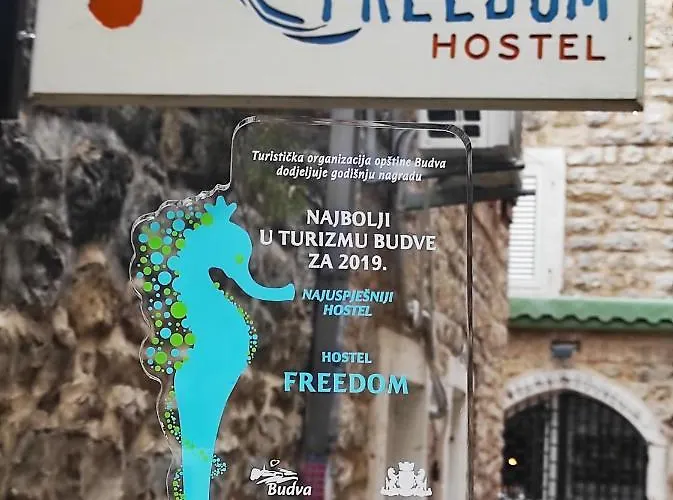 FREEDOM
HOSTEL
Turistička organizacija opštine Budva
dodjeljuje godišnju nagradu
NAJBOLJI
U TURIZMU BUDVE
ZA 2019.
NAJUSPJEŠNIJI
HOSTEL
HOSTEL
FREEDOM
Budva